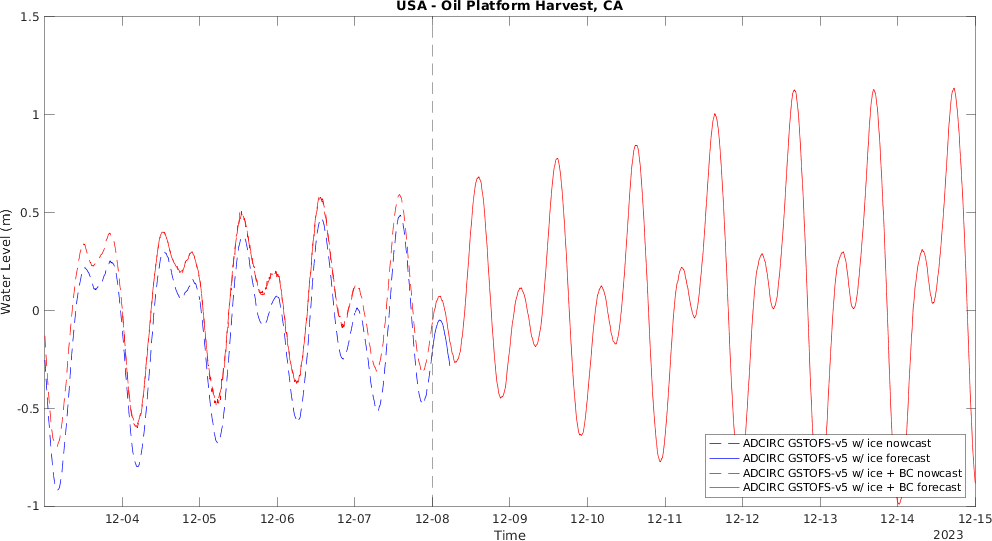 USA - Oil Platform Harvest, CA
1.5
1
0.5
0
-0.5
-1
Water Level (m)
12-04
12-05
12-06
12-07
12-08
12-09
12-10
12-11
12-12
12-13
12-14
12-15
Time
2023
ADCIRC GSTOFS-v5 w/ ice nowcast
ADCIRC GSTOFS-v5 w/ ice forecast
ADCIRC GSTOFS-v5 w/ ice + BC nowcast
ADCIRC GSTOFS-v5 w/ ice + BC forecast